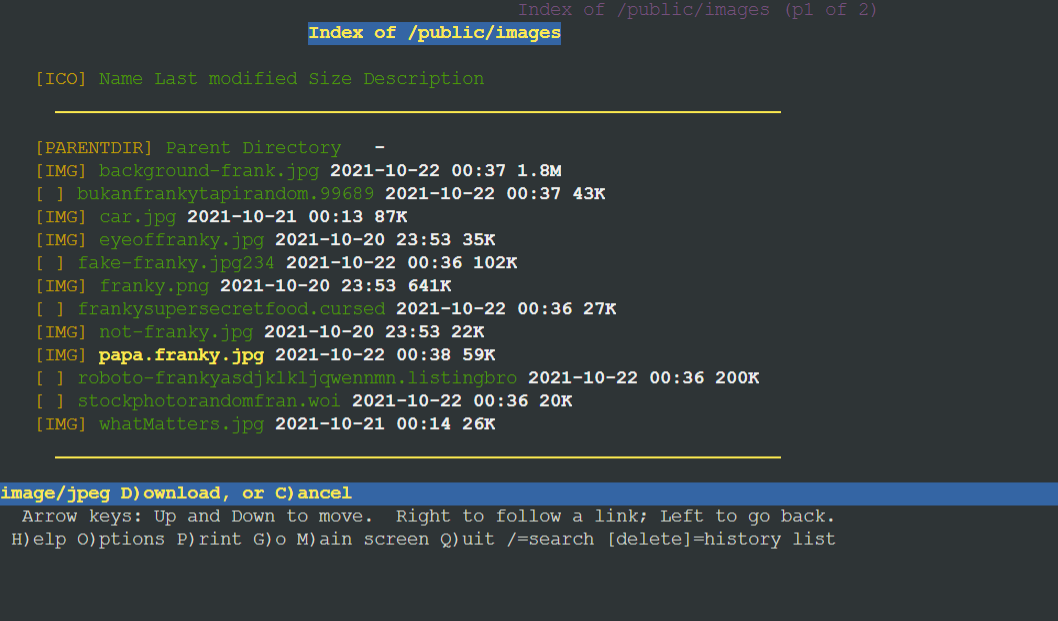 Index of /public/images (p1 of 2)
Index of /public/images
[ICO] Name Last modified Size Description
[PARENTDIR] Parent Directory -
[IMG] background-frank.jpg 2021-10-22 00:37 1.8M
[ ] bukanfrankytapirandom.99689 2021-10-22 00:37 43K
[IMG] car.jpg 2021-10-21 00:13 87K
[IMG] eyeoffranky.jpg 2021-10-20 23:53 35K
[ ] fake-franky.jpg234 2021-10-22 00:36 102K
[IMG] franky.png 2021-10-20 23:53 641K
[ ] frankysupersecretfood.cursed 2021-10-22 00:36 27K
[IMG] not-franky.jpg 2021-10-20 23:53 22K
[IMG] papa.franky.jpg 2021-10-22 00:38 59K
[ ] roboto-frankyasdjklkljqwennmn.listingbro 2021-10-22 00:36 200K
[ ] stockphotorandomfran.woi 2021-10-22 00:36 20K
[IMG] whatMatters.jpg 2021-10-21 00:14 26K
image/jpeg D)ownload, or C)ancel
Arrow keys: Up and Down to move. Right to follow a link; Left to go back.
H)elp O)ptions P)rint G)o M)ain screen Q)uit /=search [delete]=history list